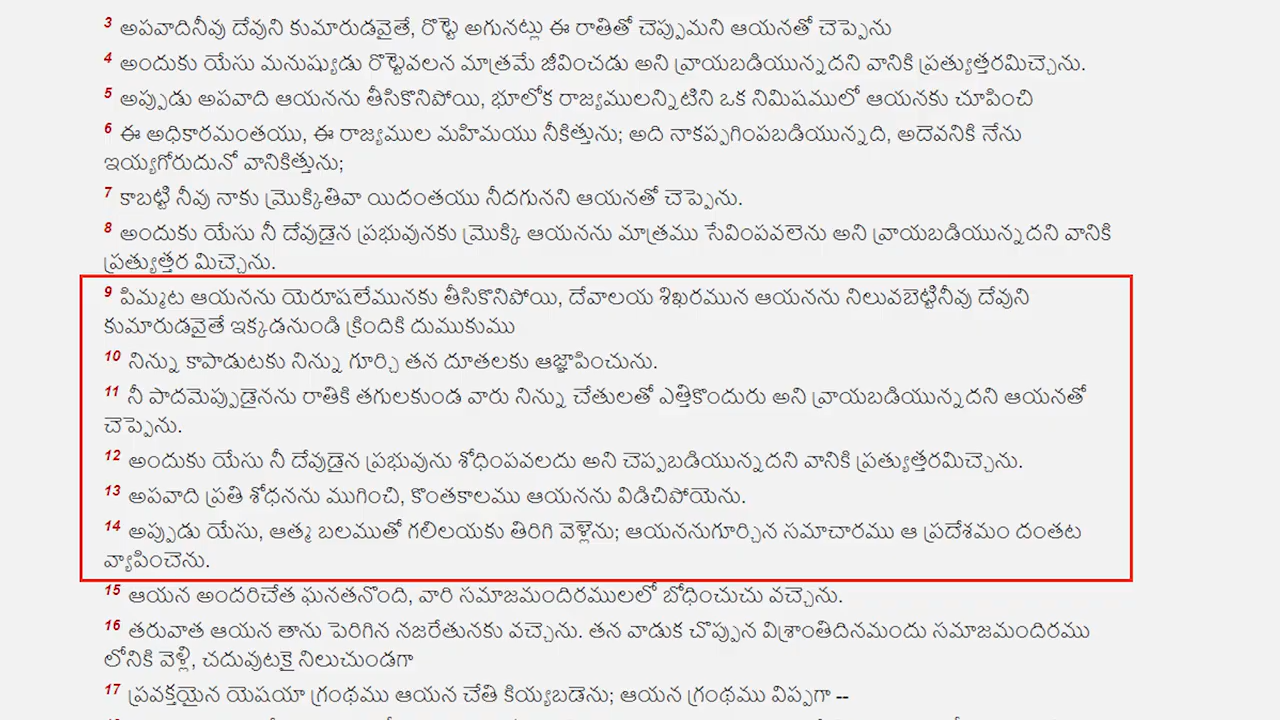 3 అపవాదినీవు దేవుని కుమారుడవైతే, రొట్టె అగునట్లు ఈ రాతితో చెప్పుమని ఆయనతో చెప్పెను
4 అందుకు యేసు మనుష్యుడు రొట్టెవలన మాత్రమే జీవించడు అని వ్రాయబడియున్నదని వానికి ప్రత్యుత్తరమిచ్చెను.
5 అప్పుడు అపవాది ఆయనను తీసికొనిపోయి, భూలోక రాజ్యములన్నిటిని ఒక నిమిషములో ఆయనకు చూపించి
6 ఈ అధికారమంతయు, ఈ రాజ్యముల మహిమయు నీకిత్తును; అది నాకప్పగింపబడియున్నది, అదెవనికి నేను
ఇయ్యగోరుదునో వానికిత్తును;
7 కాబట్టి నీవు నాకు మ్రొక్కితివా యిదంతయు నీదగునని ఆయనతో చెప్పెను.
8 అందుకు యేసు నీ దేవుడైన ప్రభువునకు మ్రొక్కి ఆయనను మాత్రము సేవింపవలెను అని వ్రాయబడియున్నదని వానికి
ప్రత్యుత్తర మిచ్చెను.
9 పిమ్మట ఆయనను యెరూషలేమునకు తీసికొనిపోయి, దేవాలయ శిఖరమున ఆయనను నిలువబెట్టినీవు దేవుని
కుమారుడవైతే ఇక్కడనుండి క్రిందికి దుముకుము
10 నిన్ను కాపాడుటకు నిన్ను గూర్చి తన దూతలకు ఆజ్ఞాపించును.
11 నీ పాదమెప్పుడైనను రాతికి తగులకుండ వారు నిన్ను చేతులతో ఎత్తికొందురు అని వ్రాయబడియున్నదని ఆయనతో
చెప్పెను.
12 అందుకు యేసు నీ దేవుడైన ప్రభువును శోధింపవలదు అని చెప్పబడియున్నదని వానికి ప్రత్యుత్తరమిచ్చెను.
13 అపవాది ప్రతి శోధనను ముగించి, కొంతకాలము ఆయనను విడిచిపోయెను.
14 అప్పుడు యేసు, ఆత్మ బలముతో గలిలయకు తిరిగి వెళ్లెను; ఆయననుగూర్చిన సమాచారము ఆ ప్రదేశమం దంతట
వ్యాపించెను.
15 ఆయన అందరిచేత ఘనతనొంది, వారి సమాజమందిరములలో బోధించుచు వచ్చెను.
16 తరువాత ఆయన తాను పెరిగిన నజరేతునకు వచ్చెను. తన వాడుక చొప్పున విశ్రాంతిదినమందు సమాజమందిరము
లోనికి వెళ్లి, చదువుటకై నిలుచుండగా
17 ప్రవక్తయైన యెషయా గ్రంథము ఆయన చేతి కియ్యబడెను; ఆయన గ్రంథము విప్పగా --